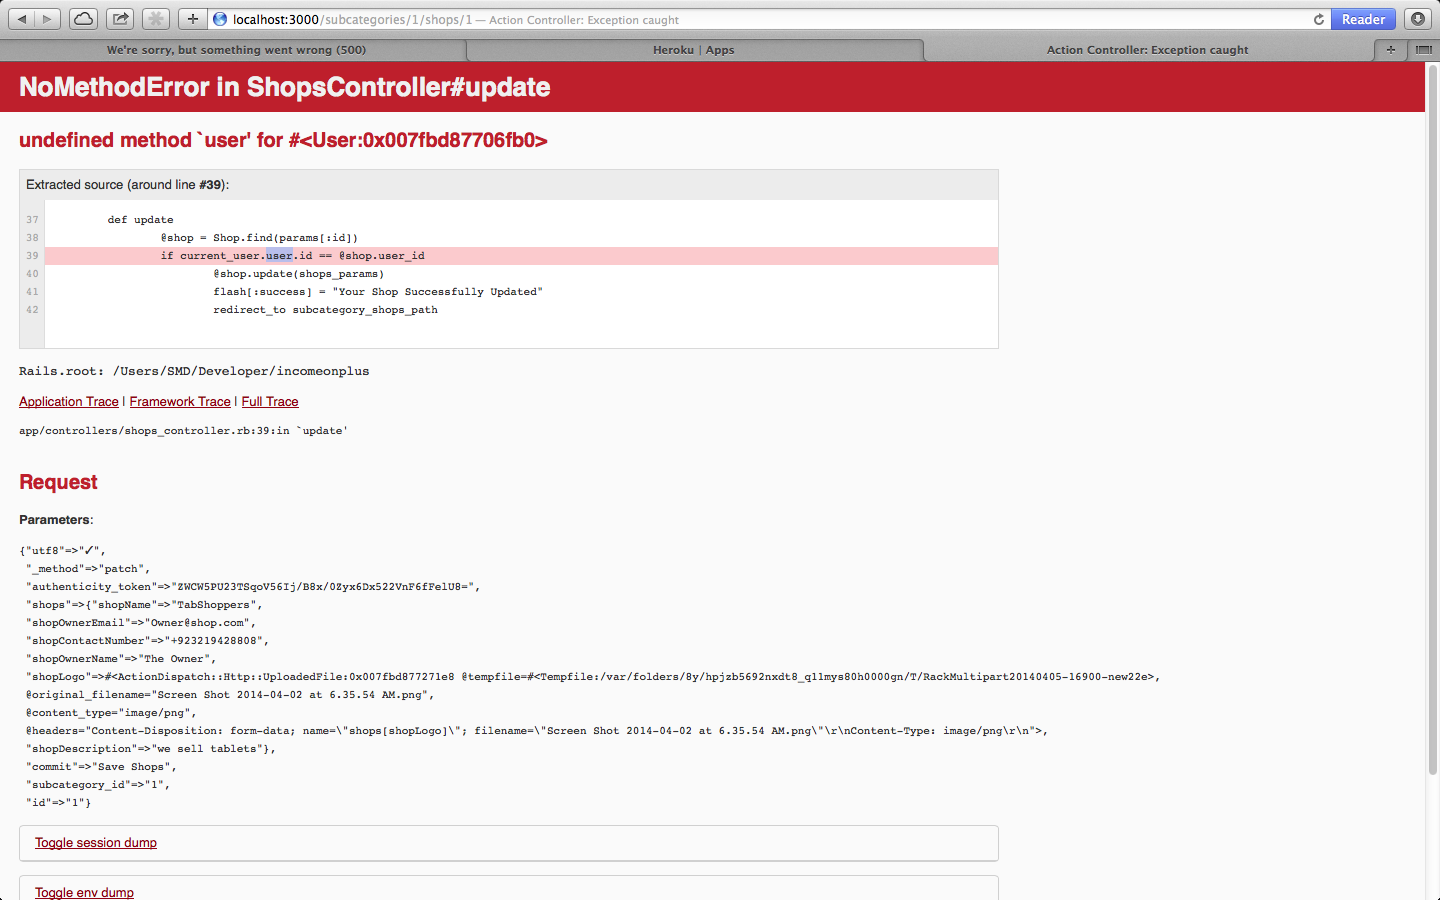 localhost:3000/subcategories/1/shops/1 — Action Controller: Exception caught
Reader
We're sorry, but something went wrong (500)
Heroku | Apps
Action Controller: Exception caught
NoMethodError in ShopsController#update
undefined method `user' for #<User:0x007fbd87706fb0>
Extracted source (around line #39):
37 def update
38 @shop = Shop.find(params[:id])
39 if current_user.user.id == @shop.user_id
40 @shop.update(shops_params)
41 flash[:success] = "Your Shop Successfully Updated"
42 redirect_to subcategory_shops_path
Rails.root: /Users/SMD/Developer/incomeonplus
Application Trace | Framework Trace | Full Trace
app/controllers/shops_controller.rb:39:in `update'
Request
Parameters:
{"utf8"=>"✓",
"_method"=>"patch",
"authenticity_token"=>"ZWCW5PU23TSqoV56Ij/B8x/0Zyx6Dx522VnF6fFelU8=",
"shops"=>{"shopName"=>"TabShoppers",
"shopOwnerEmail"=>"Owner@shop.com",
"shopContactNumber"=>"+923219428808",
"shopOwnerName"=>"The Owner",
"shopLogo"=>#<ActionDispatch::Http::UploadedFile:0x007fbd877271e8 @tempfile=#<Tempfile:/var/folders/8y/hpjzb5692nxdt8_q11mys80h0000gn/T/RackMultipart20140405-16900-new22e>,
@original_filename="Screen Shot 2014-04-02 at 6.35.54 AM.png",
@content_type="image/png",
@headers="Content-Disposition: form-data; name=\"shops[shopLogo]\"; filename=\"Screen Shot 2014-04-02 at 6.35.54 AM.png\"\r\nContent-Type: image/png\r\n">,
"shopDescription"=>"we sell tablets"},
"commit"=>"Save Shops",
"subcategory_id"=>"1",
"id"=>"1"}
Toggle session dump
Toggle env dump